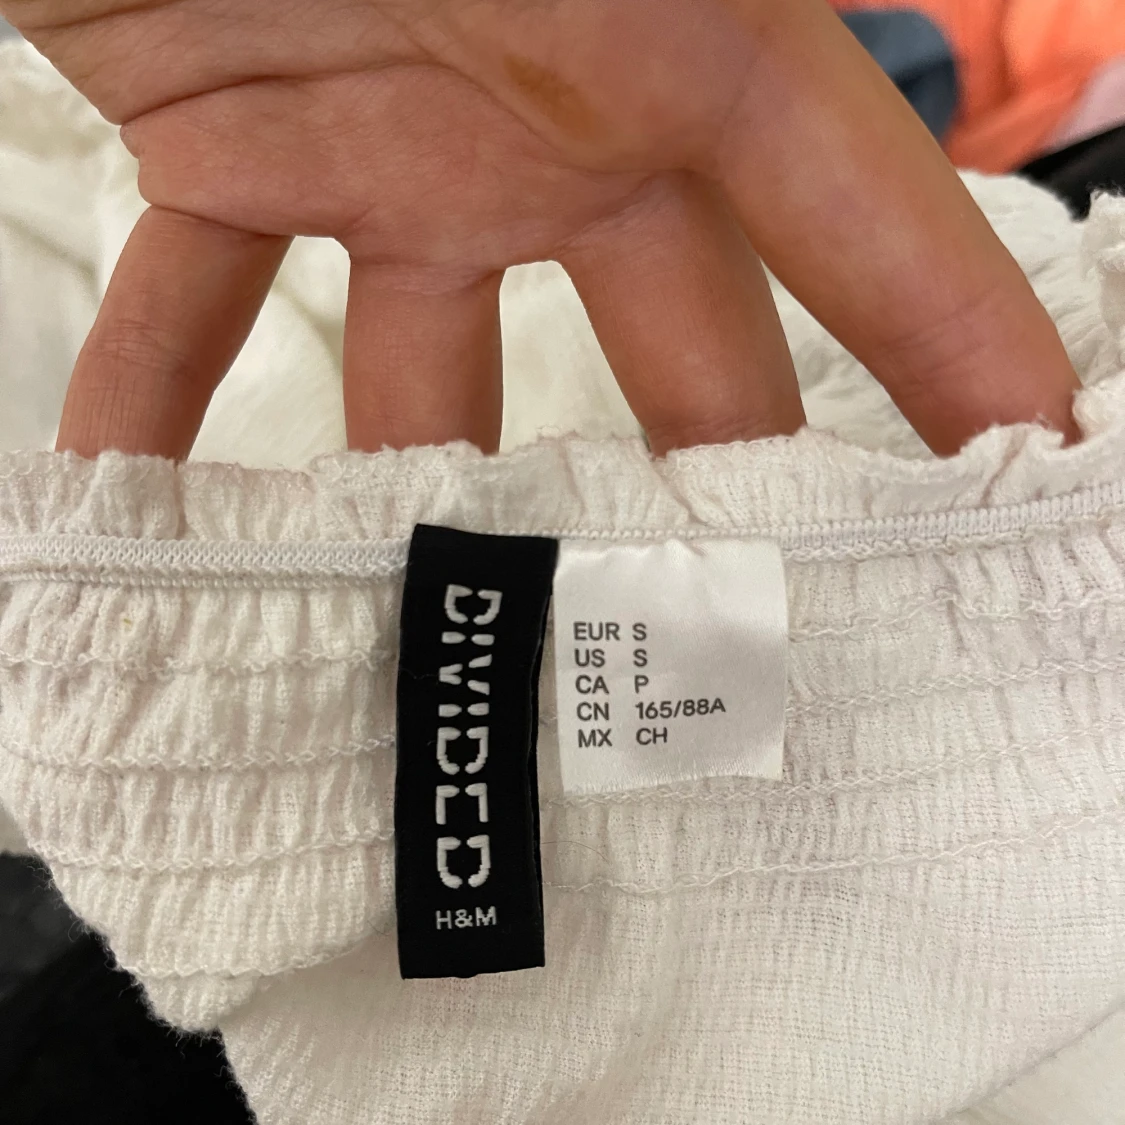 DIVIDED
H&M
EUR S
US S
CA P
CN 165/88A
MX CH